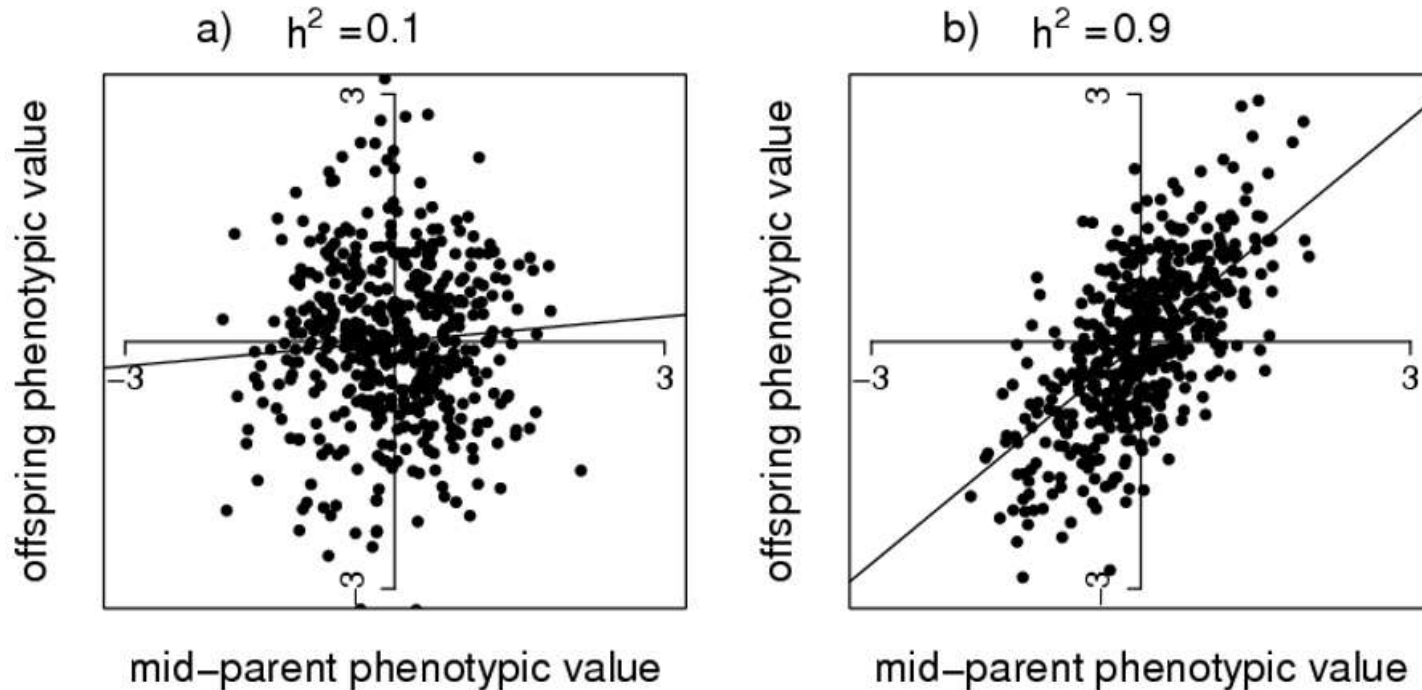 a) h² =0.1
offspring phenotypic value
3
−3
3
−3
mid−parent phenotypic value
b) h² =0.9
offspring phenotypic value
3
−3
3
−3
mid−parent phenotypic value